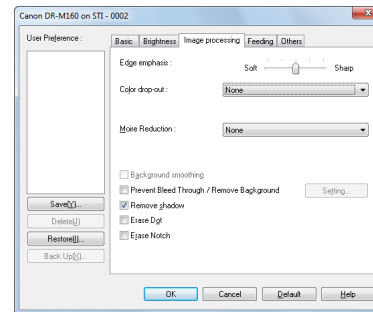 Canon DR-M160 on STI - 0002
User Preference :
Basic Brightness Image processing Feeding Others
Edge emphasis :
Soft Sharp
Color drop-out :
None
Moire Reduction :
None
Background smoothing
Prevent Bleed Through / Remove Background
Setting...
Remove shadow
Erase Dot
Erase Notch
Save(Y)...
Delete(J)
Restore(I)...
Back Up(K)...
OK Cancel Default Help